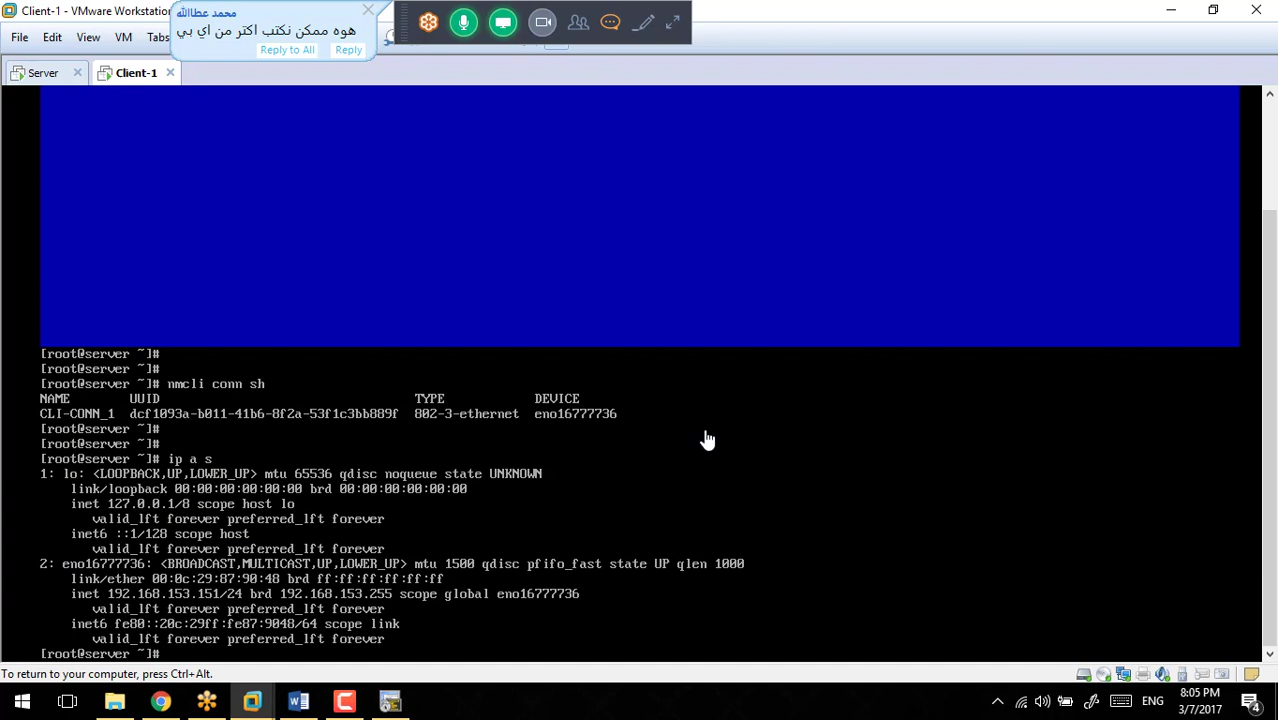 Client-1 - VMware Workstation
محمد عطاالله
هوه ممكن نكتب اكتر من اي بي
Reply to All Reply
File Edit View VM Tabs
Server Client-1
[root@server ~]#
[root@server ~]#
[root@server ~]# nmcli conn sh
NAME UUID TYPE DEVICE
CLI-CONN_1 dcf1093a-b011-41b6-8f2a-53f1c3bb889f 802-3-ethernet eno16777736
[root@server ~]#
[root@server ~]#
[root@server ~]# ip a s
1: lo: <LOOPBACK,UP,LOWER_UP> mtu 65536 qdisc noqueue state UNKNOWN
link/loopback 00:00:00:00:00:00 brd 00:00:00:00:00:00
inet 127.0.0.1/8 scope host lo
valid_lft forever preferred_lft forever
inet6 ::1/128 scope host
valid_lft forever preferred_lft forever
2: eno16777736: <BROADCAST,MULTICAST,UP,LOWER_UP> mtu 1500 qdisc pfifo_fast state UP qlen 1000
link/ether 00:0c:29:87:90:48 brd ff:ff:ff:ff:ff:ff
inet 192.168.153.151/24 brd 192.168.153.255 scope global eno16777736
valid_lft forever preferred_lft forever
inet6 fe80::20c:29ff:fe87:9048/64 scope link
valid_lft forever preferred_lft forever
[root@server ~]#
To return to your computer, press Ctrl+Alt.
ENG
8:05 PM
3/7/2017
4